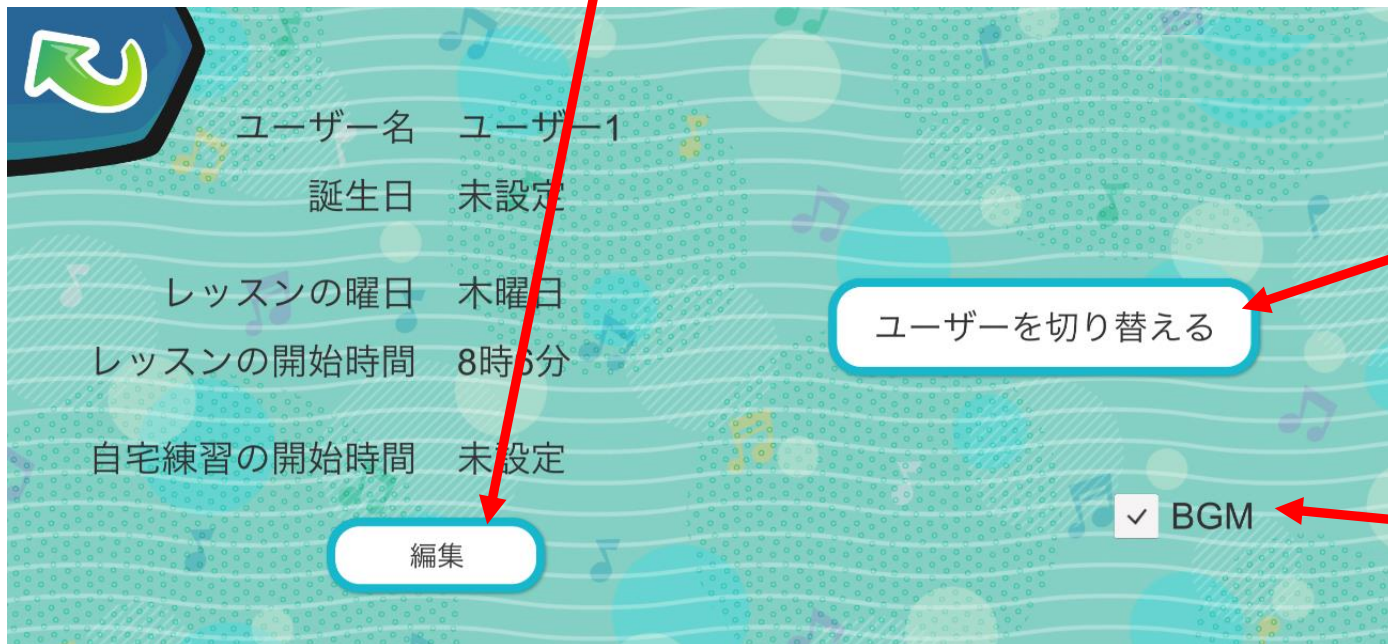 ユーザー名 ユーザー1
誕生日 未設定
レッスンの曜日 木曜日
レッスンの開始時間 8時6分
自宅練習の開始時間 未設定
編集
ユーザーを切り替える
BGM